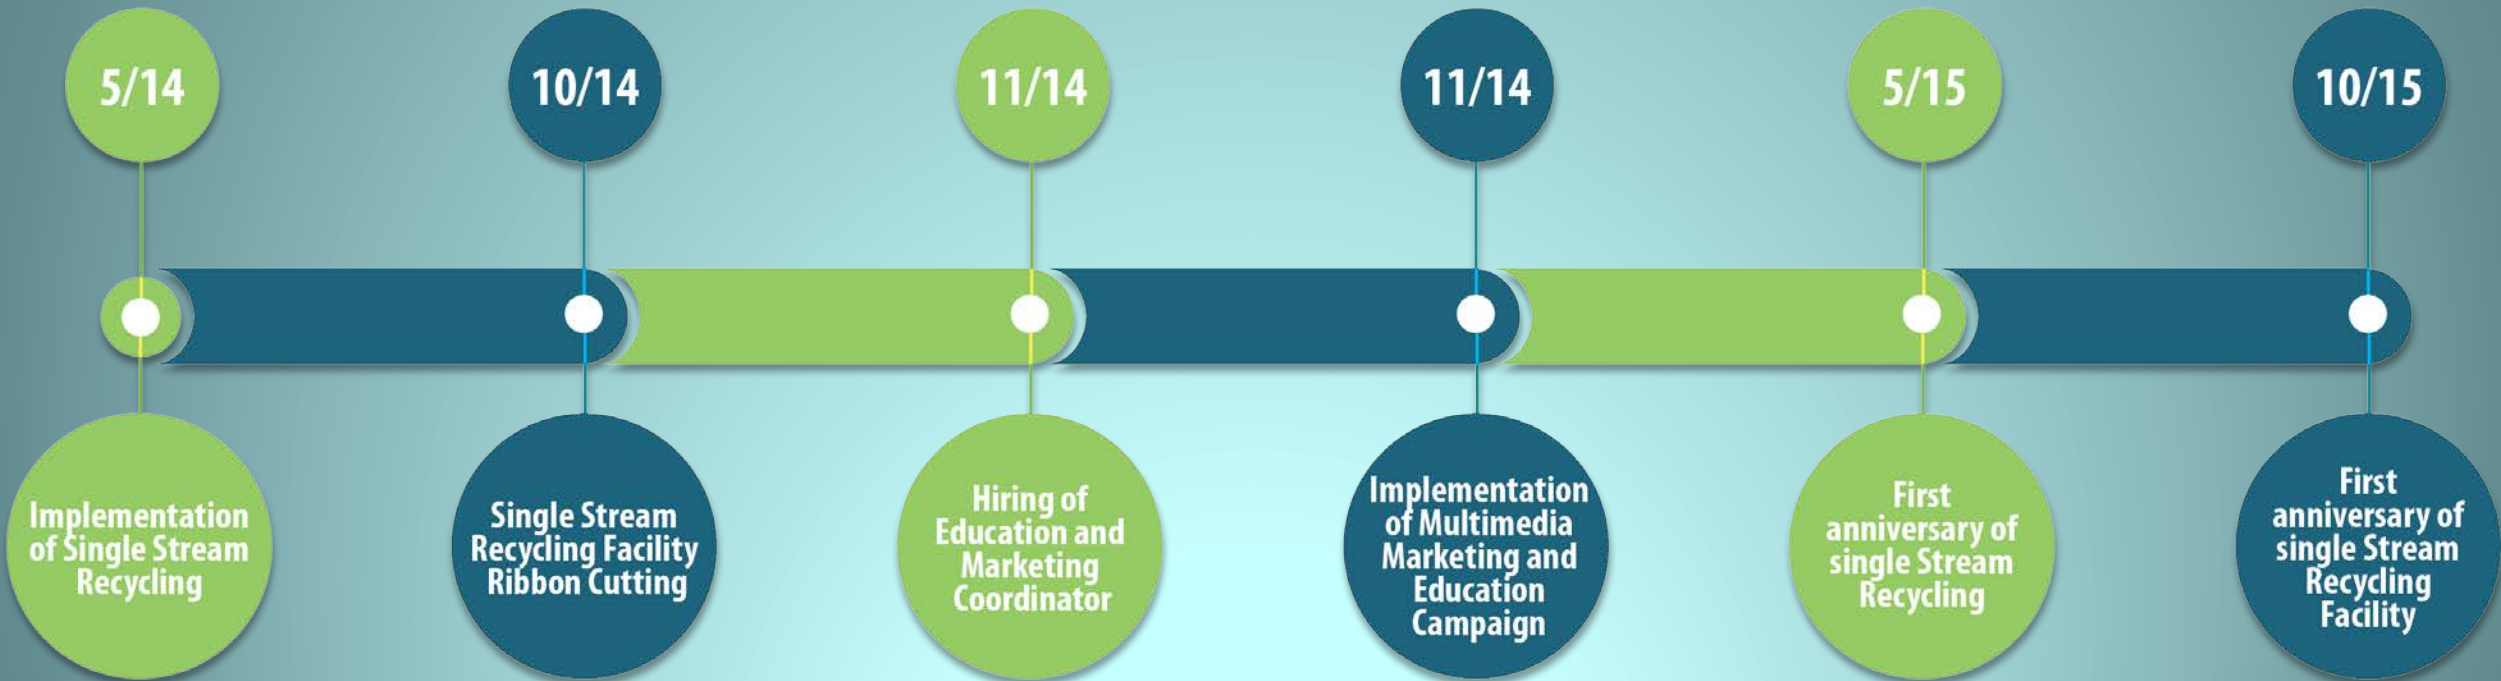 5/14
10/14
11/14
11/14
5/15
10/15
Implementation
of Single Stream
Recycling
Single Stream
Recycling Facility
Ribbon Cutting
Hiring of
Education and
Marketing
Coordinator
Implementation
of Multimedia
Marketing and
Education
Campaign
First
anniversary of
single Stream
Recycling
First
anniversary of
single Stream
Recycling
Facility